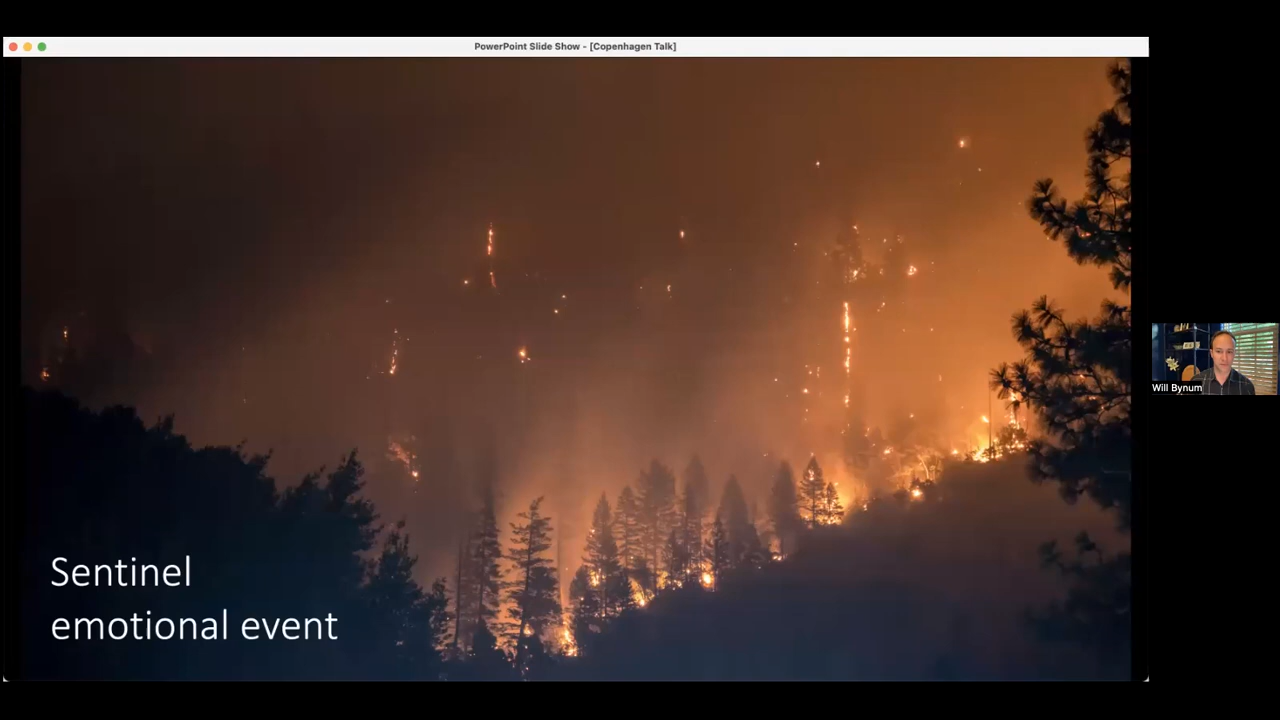 PowerPoint Slide Show - [Copenhagen Talk]
Sentinel
emotional event
Will Bynum